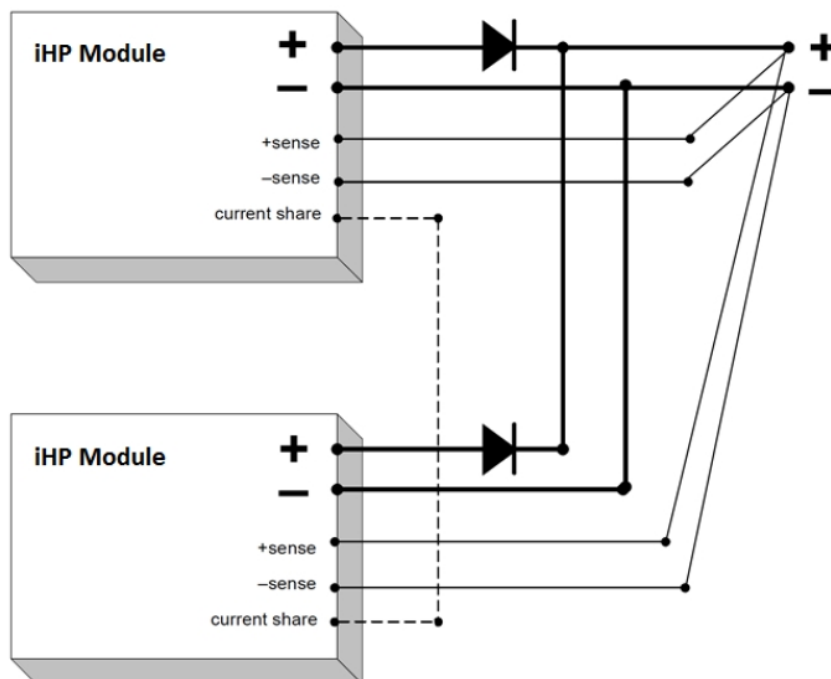 iHP Module
+
–
+sense
–sense
current share
+
–
iHP Module
+
–
+sense
–sense
current share